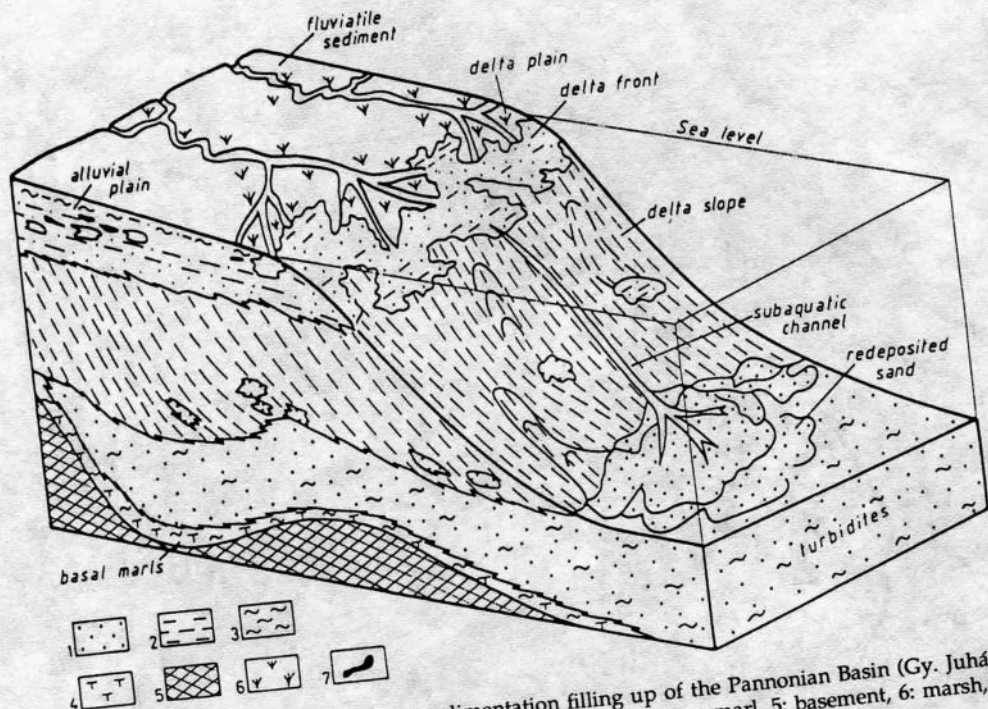 fluviatile
sediment
delta plain
delta front
Sea level
alluvial
plain
delta slope
subaquatic
channel
redeposited
sand
turbidites
basal marls
1 2 3
4 5 6 7
dimentation filling up of the Pannonian Basin (Gy. Juhá
marl, 5: basement, 6: marsh,